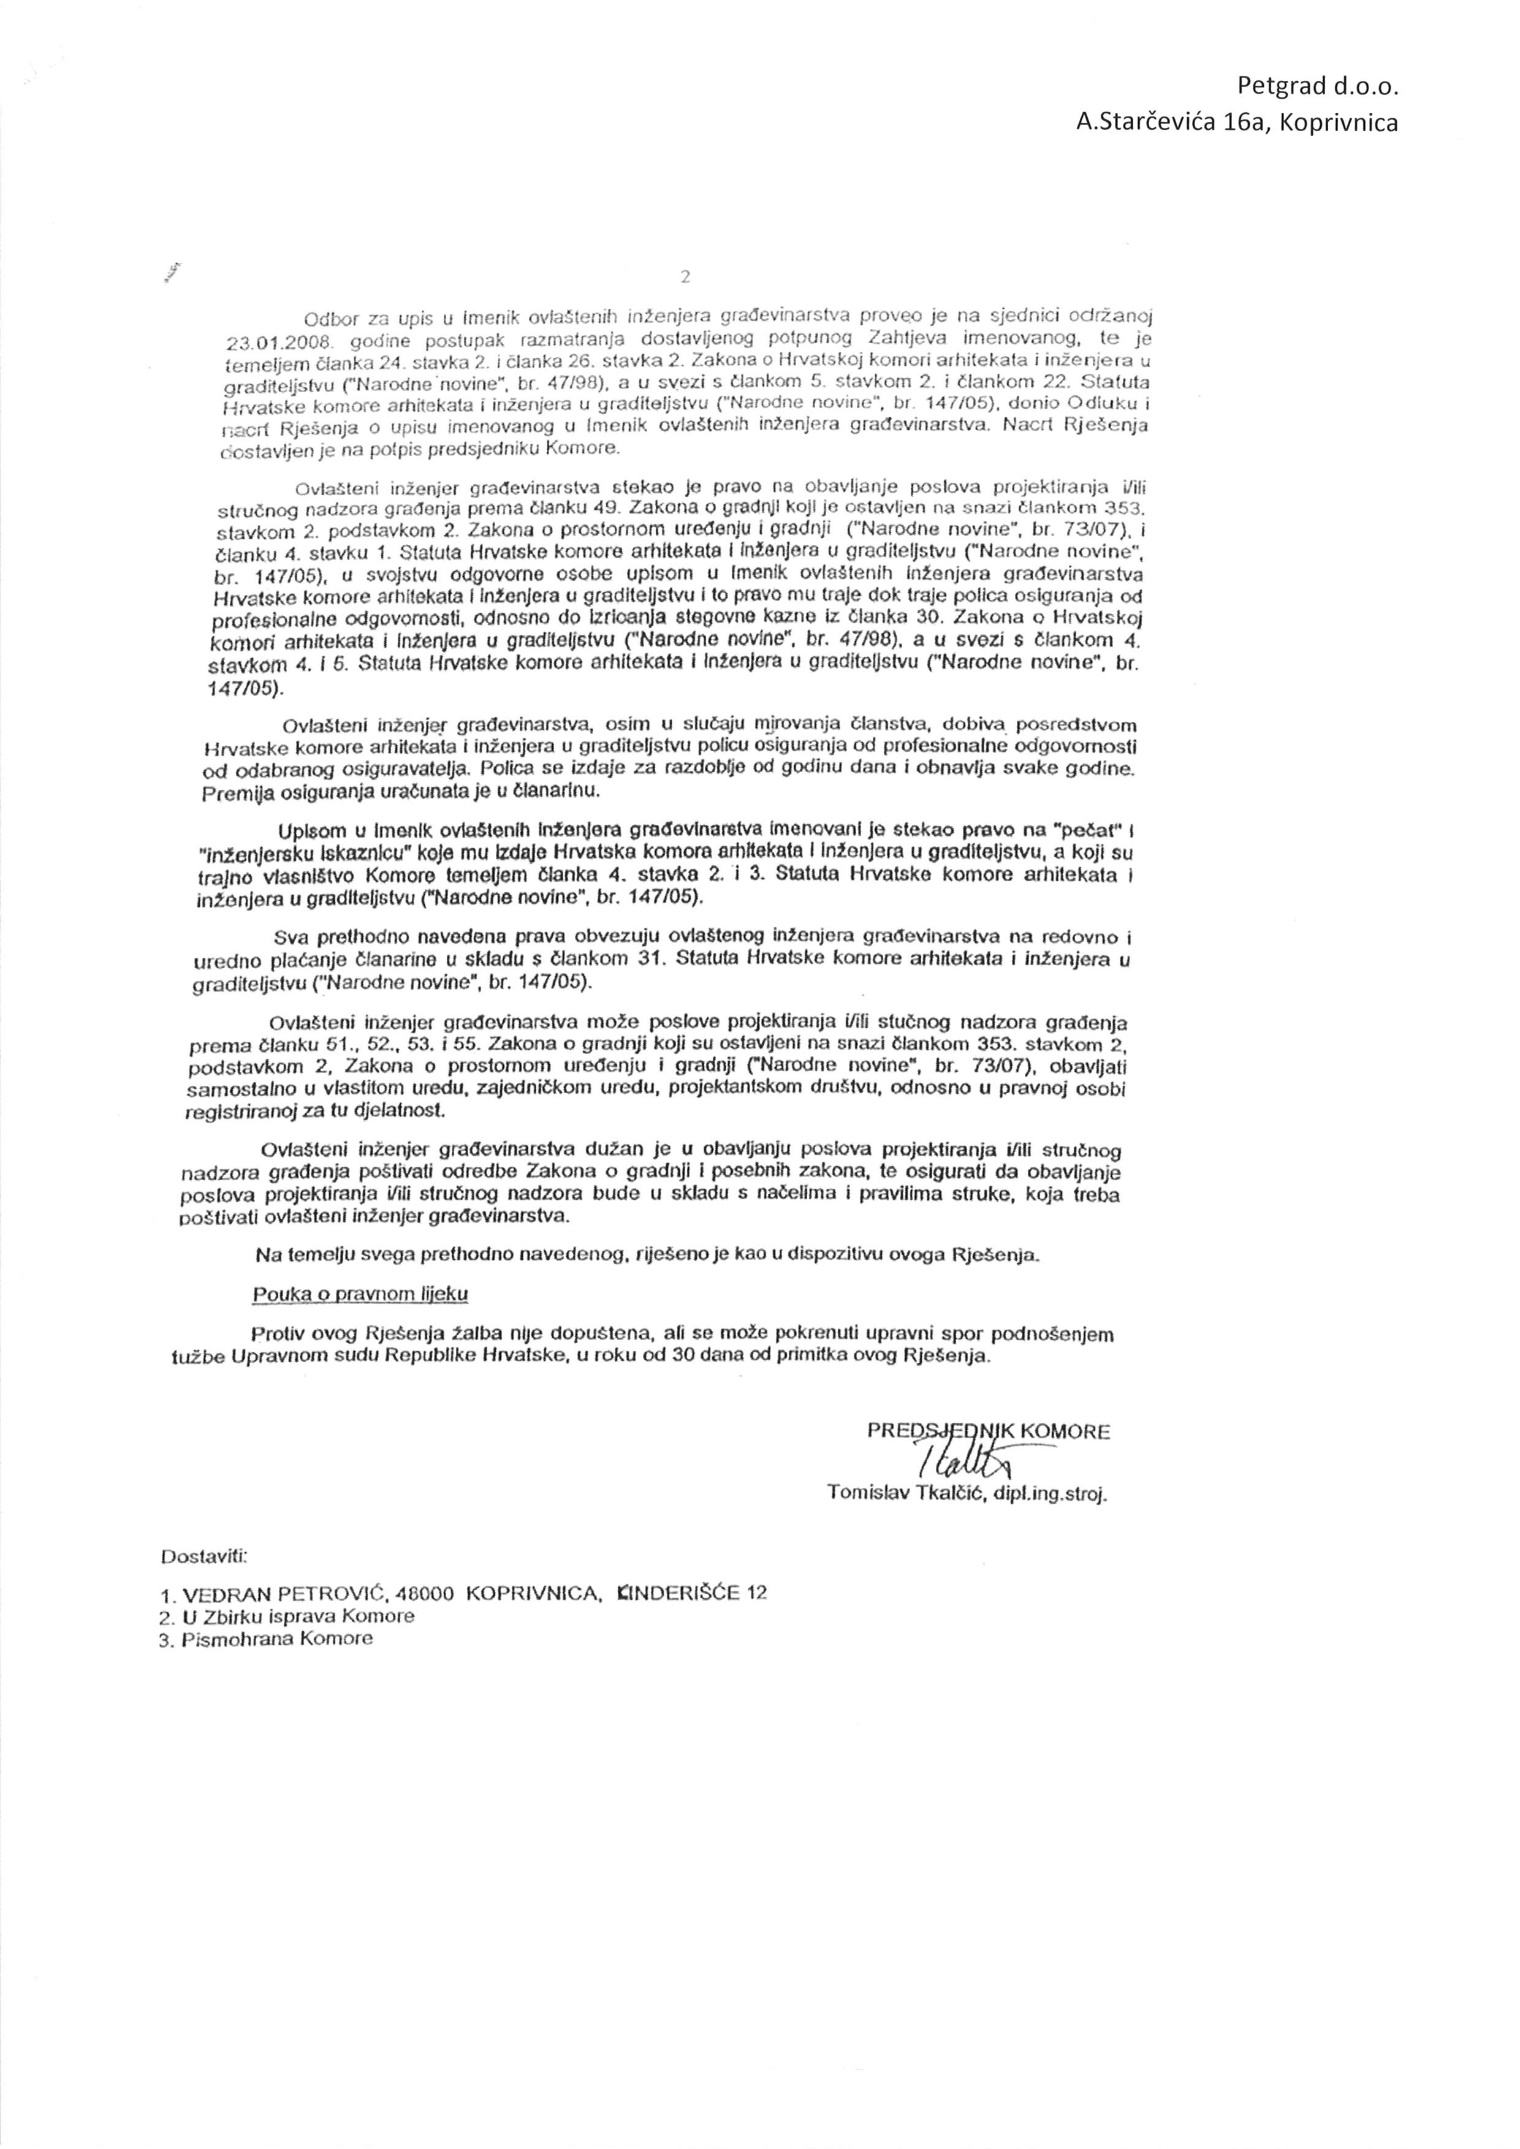 Petgrad d.o.o.
A.Starčevića 16a, Koprivnica
2
Odbor za upis u Imenik ovlaštenih inženjera građevinarstva proveo je na sjednici održanoj
23.01.2008. godine postupak razmatranja dostavljenog potpunog Zahtjeva imenovanog, te je
temeljem članka 24. stavka 2. i članka 26. stavka 2. Zakona o Hrvatskoj komori arhitekata i inženjera u
graditeljstvu ("Narodne novine", br. 47/98), a u svezi s člankom 5. stavkom 2. i člankom 22. Statuta
Hrvatske komore arhitekata i inženjera u graditeljstvu ("Narodne novine", br. 147/05), donio Odluku i
nacrt Rješenja o upisu imenovanog u Imenik ovlaštenih inženjera građevinarstva. Nacrt Rješenja
dostavljen je na potpis predsjedniku Komore.
Ovlašteni inženjer građevinarstva stekao je pravo na obavljanje poslova projektiranja i/ili
stručnog nadzora građenja prema članku 49. Zakona o gradnji koji je ostavljen na snazi člankom 353.
stavkom 2. podstavkom 2. Zakona o prostornom uređenju i gradnji ("Narodne novine", br. 73/07), i
članku 4. stavku 1. Statuta Hrvatske komore arhitekata i inženjera u graditeljstvu ("Narodne novine",
br. 147/05), u svojstvu odgovorne osobe upisom u Imenik ovlaštenih inženjera građevinarstva
Hrvatske komore arhitekata i inženjera u graditeljstvu i to pravo mu traje dok traje polica osiguranja od
profesionalne odgovornosti, odnosno do izricanja stegovne kazne iz članka 30. Zakona o Hrvatskoj
komori arhitekata i inženjera u graditeljstvu ("Narodne novine", br. 47/98), a u svezi s člankom 4.
stavkom 4. i 5. Statuta Hrvatske komore arhitekata i inženjera u graditeljstvu ("Narodne novine", br.
147/05).
Ovlašteni inženjer građevinarstva, osim u slučaju mirovanja članstva, dobiva posredstvom
Hrvatske komore arhitekata i inženjera u graditeljstvu policu osiguranja od profesionalne odgovornosti
od odabranog osiguravatelja. Polica se izdaje za razdoblje od godinu dana i obnavlja svake godine.
Premija osiguranja uračunata je u članarinu.
Upisom u Imenik ovlaštenih inženjera građevinarstva imenovani je stekao pravo na "pečat" i
"inženjersku iskaznicu" koje mu izdaje Hrvatska komora arhitekata i inženjera u graditeljstvu, a koji su
trajno vlasništvo Komore temeljem članka 4. stavka 2. i 3. Statuta Hrvatske komore arhitekata i
inženjera u graditeljstvu ("Narodne novine", br. 147/05).
Sva prethodno navedena prava obvezuju ovlaštenog inženjera građevinarstva na redovno i
uredno plaćanje članarine u skladu s člankom 31. Statuta Hrvatske komore arhitekata i inženjera u
graditeljstvu ("Narodne novine", br. 147/05).
Ovlašteni inženjer građevinarstva može poslove projektiranja i/ili stučnog nadzora građenja
prema članku 51., 52., 53. i 55. Zakona o gradnji koji su ostavljeni na snazi člankom 353. stavkom 2,
podstavkom 2, Zakona o prostornom uređenju i gradnji ("Narodne novine", br. 73/07), obavljati
samostalno u vlastitom uredu, zajedničkom uredu, projektantskom društvu, odnosno u pravnoj osobi
registriranoj za tu djelatnost.
Ovlašteni inženjer građevinarstva dužan je u obavljanju poslova projektiranja i/ili stručnog
nadzora građenja poštivati odredbe Zakona o gradnji i posebnih zakona, te osigurati da obavljanje
poslova projektiranja i/ili stručnog nadzora bude u skladu s načelima i pravilima struke, koja treba
poštivati ovlašteni inženjer građevinarstva.
Na temelju svega prethodno navedenog, riješeno je kao u dispozitivu ovoga Rješenja.
Pouka o pravnom lijeku
Protiv ovog Rješenja žalba nije dopuštena, ali se može pokrenuti upravni spor podnošenjem
tužbe Upravnom sudu Republike Hrvatske, u roku od 30 dana od primitka ovog Rješenja.
PREDSJEDNIK KOMORE
Tomislav Tkalčić, dipl.ing.stroj.
Dostaviti:
1. VEDRAN PETROVIĆ, 48000 KOPRIVNICA, KINDERIŠĆE 12
2. U Zbirku isprava Komore
3. Pismohrana Komore